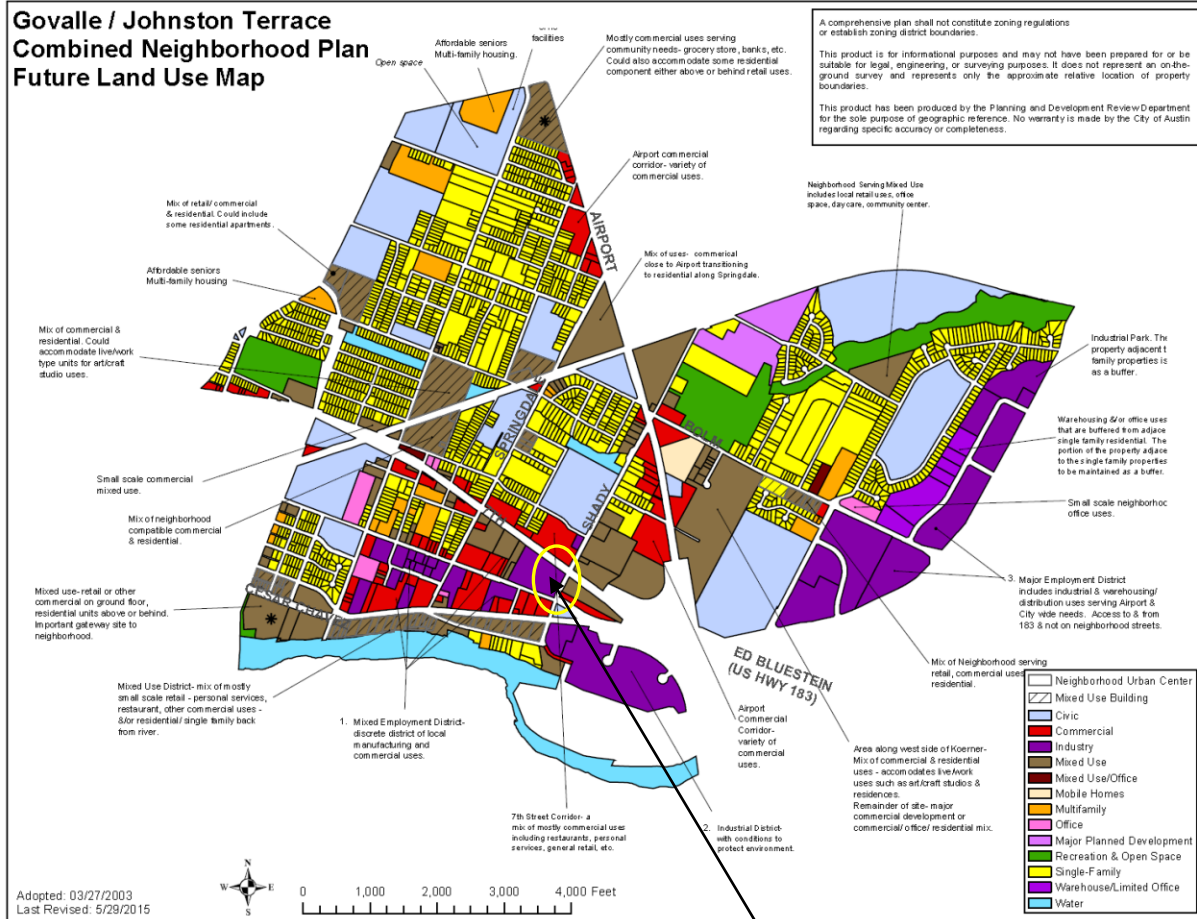 Govalle / Johnston Terrace
Combined Neighborhood Plan
Future Land Use Map
A comprehensive plan shall not constitute zoning regulations
or establish zoning district boundaries.
This product is for informational purposes and may not have been prepared for or be
suitable for legal, engineering, or surveying purposes. It does not represent an on-the-
ground survey and represents only the approximate relative location of property
boundaries.
This product has been produced by the Planning and Development Review Department
for the sole purpose of geographic reference. No warranty is made by the City of Austin
regarding specific accuracy or completeness.
Open space
Affordable seniors
Multi-family housing.
facilities
Mostly commercial uses serving
community needs- grocery store, banks, etc.
Could also accommodate some residential
component either above or behind retail uses.
Airport commercial
corridor- variety of
commercial uses.
Neighborhood Serving Mixed Use
includes local retail uses, office
space, day care, community center.
Mix of retail/ commercial
& residential. Could include
some residential apartments.
AIRPORT
Mix of uses- commerical
close to Airport transitioning
to residential along Springdale.
Affordable seniors
Multi-family housing
Mix of commercial &
residential. Could
accommodate live/work
type units for art/craft
studio uses.
Industrial Park. The
property adjacent t
family properties is
as a buffer.
SPRINGDALE
BOLM
Warehousing &/or office uses
that are buffered from adjace
single family residential. The
portion of the property adjace
to the single family properties
to be maintained as a buffer.
Small scale commercial
mixed use.
Small scale neighborhoo
office uses.
Mix of neighborhood
compatible commercial
& residential.
7TH
SHADY
Mixed use- retail or other
commercial on ground floor,
residential units above or behind.
Important gateway site to
neighborhood.
CESAR CHAVEZ
3. Major Employment District
includes industrial & warehousing/
distribution uses serving Airport &
City wide needs. Access to & from
183 & not on neighborhood streets.
ED BLUESTEIN
(US HWY 183)
Mix of Neighborhood serving
retail, commercial uses
residential.
Mixed Use District- mix of mostly
small scale retail - personal services,
restaurant, other commercial uses -
&/or residential/ single family back
from river.
1. Mixed Employment District-
discrete district of local
manufacturing and
commercial uses.
Airport
Commercial
Corridor-
variety of
commercial
uses.
Area along west side of Koerner-
Mix of commercial & residential
uses - accomodates live/work
uses such as art/craft studios &
residences.
Remainder of site- major
commercial development or
commercial/ office/ residential mix.
7th Street Corridor- a
mix of mostly commercial uses
including restaurants, personal
services, general retail, etc.
2. Industrial District-
with conditions to
protect environment.
Neighborhood Urban Center
Mixed Use Building
Civic
Commercial
Industry
Mixed Use
Mixed Use/Office
Mobile Homes
Multifamily
Office
Major Planned Development
Recreation & Open Space
Single-Family
Warehouse/Limited Office
Water
N
W E
S
0 1,000 2,000 3,000 4,000 Feet
Adopted: 03/27/2003
Last Revised: 5/29/2015